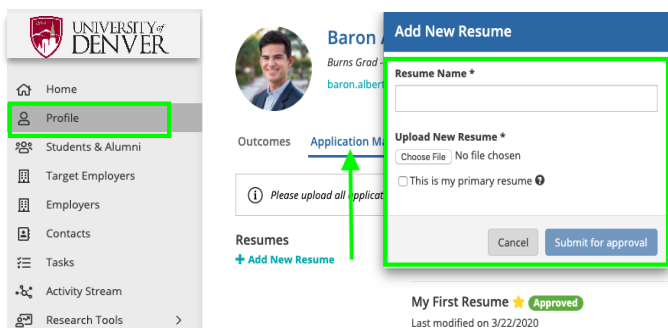 UNIVERSITY of
DENVER
Home
Profile
Students & Alumni
Target Employers
Employers
Contacts
Tasks
Activity Stream
Research Tools
Baron
Burns Grad -
baron.albert
Outcomes Application Ma
Please upload all applicat
Resumes
+ Add New Resume
Add New Resume
Resume Name *
Upload New Resume *
Choose File No file chosen
This is my primary resume
Cancel Submit for approval
My First Resume Approved
Last modified on 3/22/2020